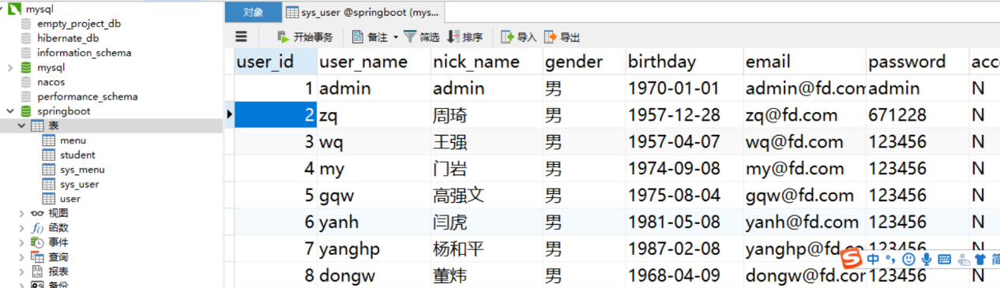 mysql
empty_project_db
hibernate_db
information_schema
mysql
nacos
performance_schema
springboot
表
menu
student
sys_menu
sys_user
user
视图
函数
事件
查询
报表
备份
对象 sys_user @springboot (mys...
开始事务 备注 筛选 排序 导入 导出
user_id user_name nick_name gender birthday email password acc
1 admin admin 男 1970-01-01 admin@fd.com admin N
2 zq 周琦 男 1957-12-28 zq@fd.com 671228 N
3 wq 王强 男 1957-04-07 wq@fd.com 123456 N
4 my 门岩 男 1974-09-08 my@fd.com 123456 N
5 gqw 高强文 男 1975-08-04 gqw@fd.com 123456 N
6 yanh 闫虎 男 1981-05-08 yanh@fd.com 123456 N
7 yanghp 杨和平 男 1987-02-08 yanghp@fd.co 123456 N
8 dongw 董炜 男 1968-04-09 dongw@fd.com 123456 N
中 简